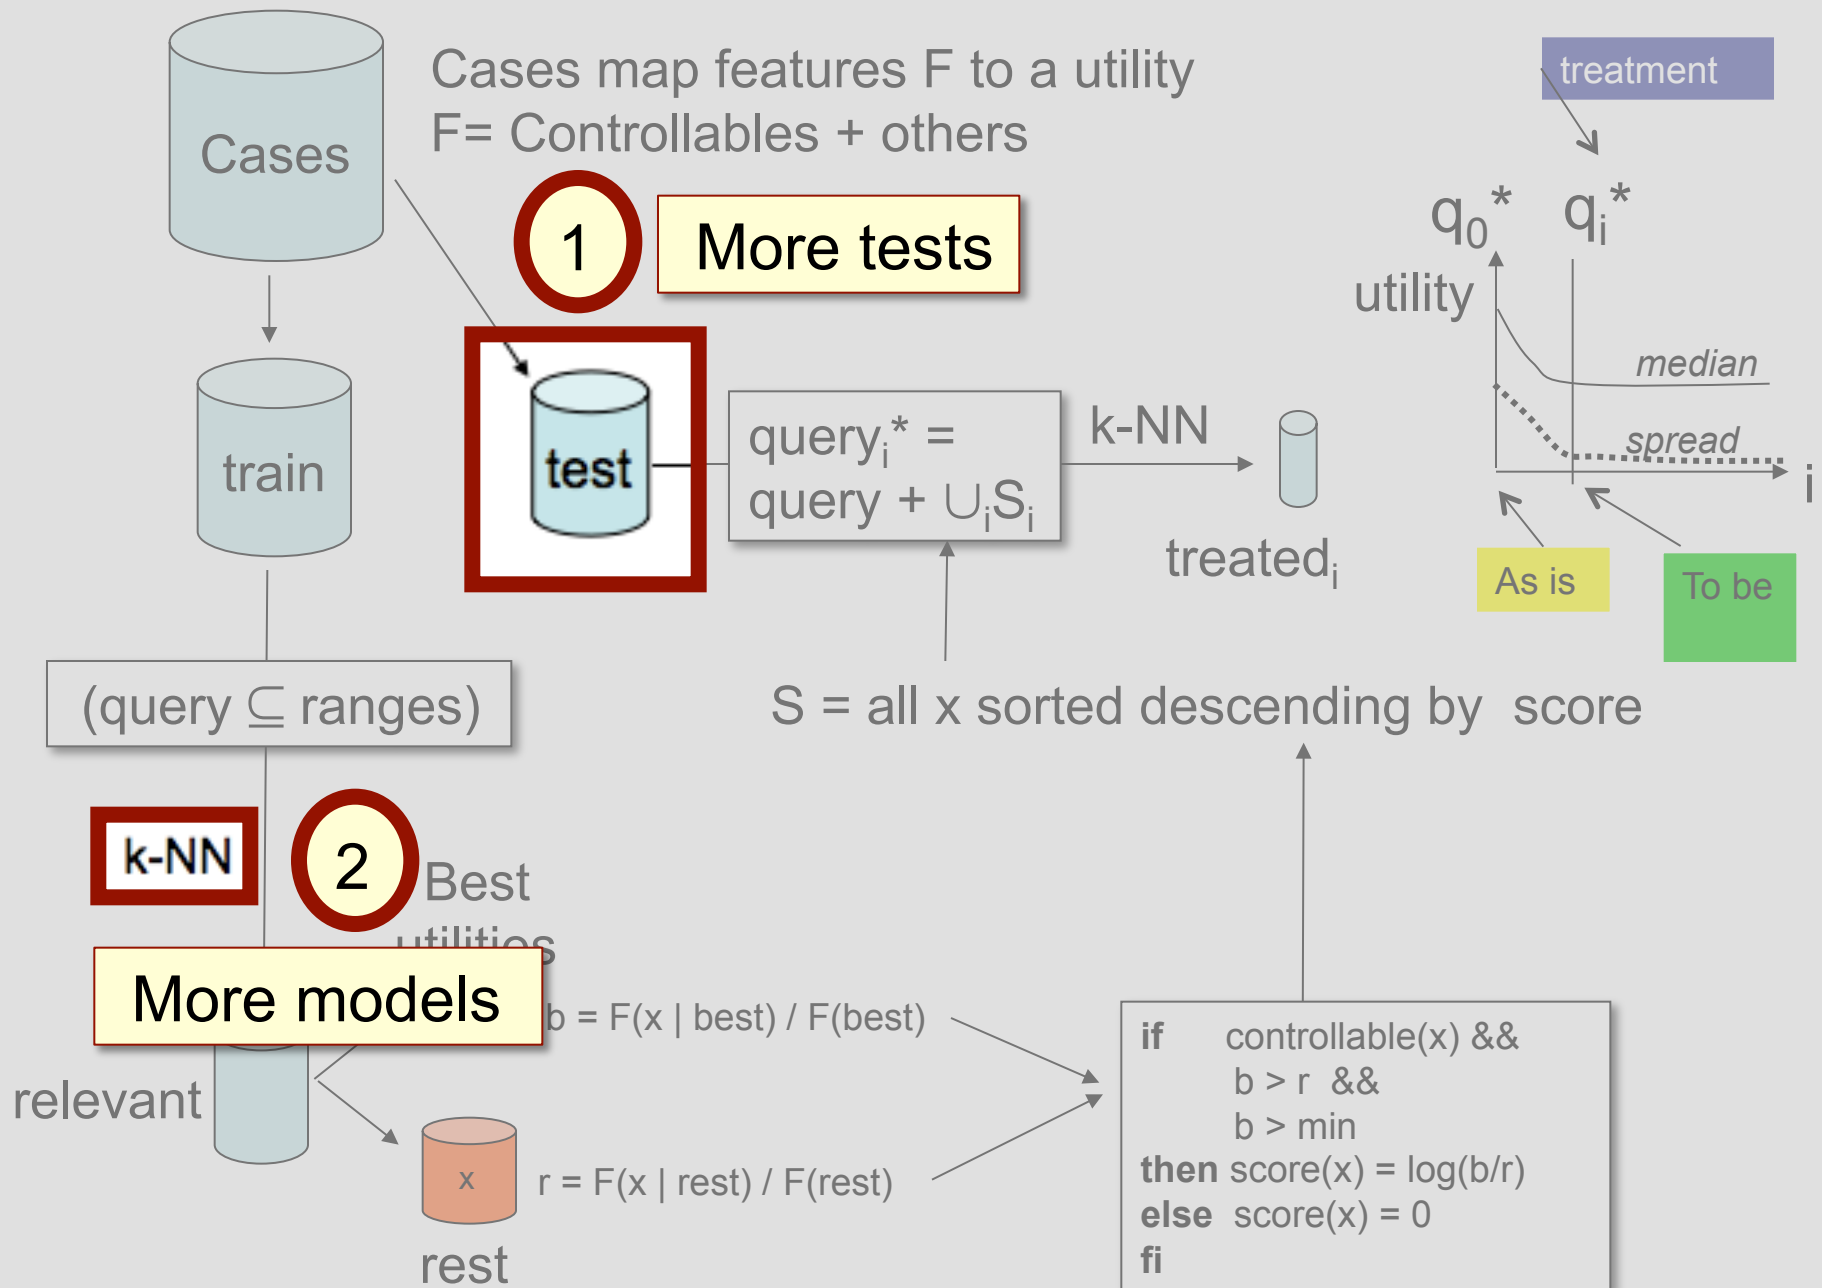 Cases
Cases map features F to a utility
F= Controllables + others
treatment
1
More tests
q₀* qᵢ*
utility
median
spread
i
As is
To be
train
test
queryᵢ* =
query + ∪ᵢSᵢ
k-NN
treatedᵢ
(query ⊆ ranges)
S = all x sorted descending by score
k-NN
2
Best
utilities
More models
b = F(x | best) / F(best)
relevant
x
r = F(x | rest) / F(rest)
rest
if controllable(x) &&
b > r &&
b > min
then score(x) = log(b/r)
else score(x) = 0
fi